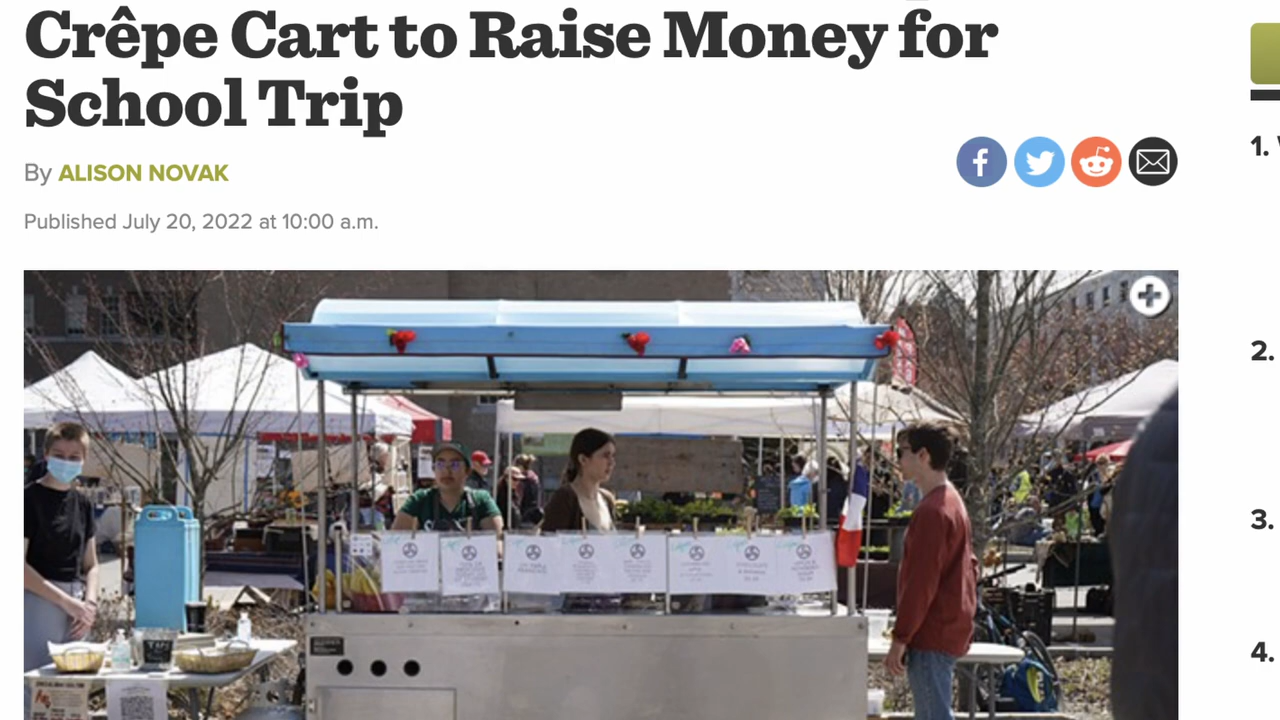 Crêpe Cart to Raise Money for
School Trip
By ALISON NOVAK
Published July 20, 2022 at 10:00 a.m.
1.
2.
3.
4.